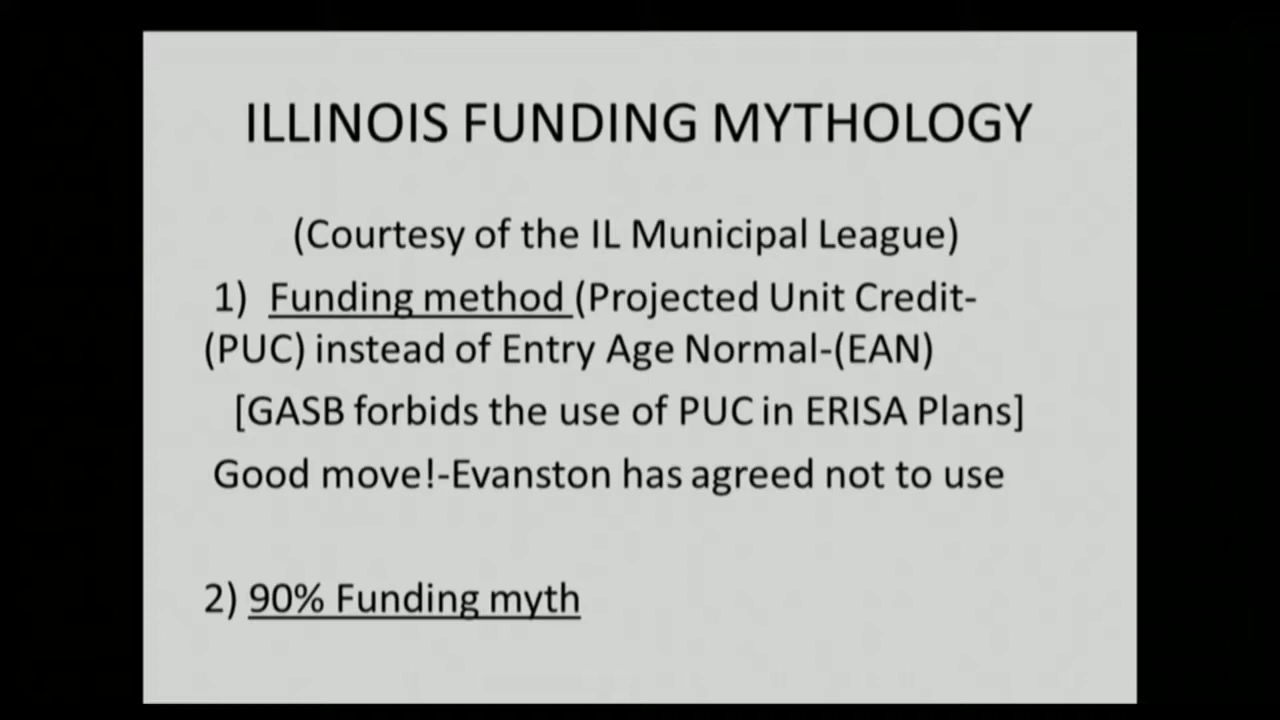 ILLINOIS FUNDING MYTHOLOGY
(Courtesy of the IL Municipal League)
1) Funding method (Projected Unit Credit-
(PUC) instead of Entry Age Normal-(EAN)
[GASB forbids the use of PUC in ERISA Plans]
Good move!-Evanston has agreed not to use
2) 90% Funding myth